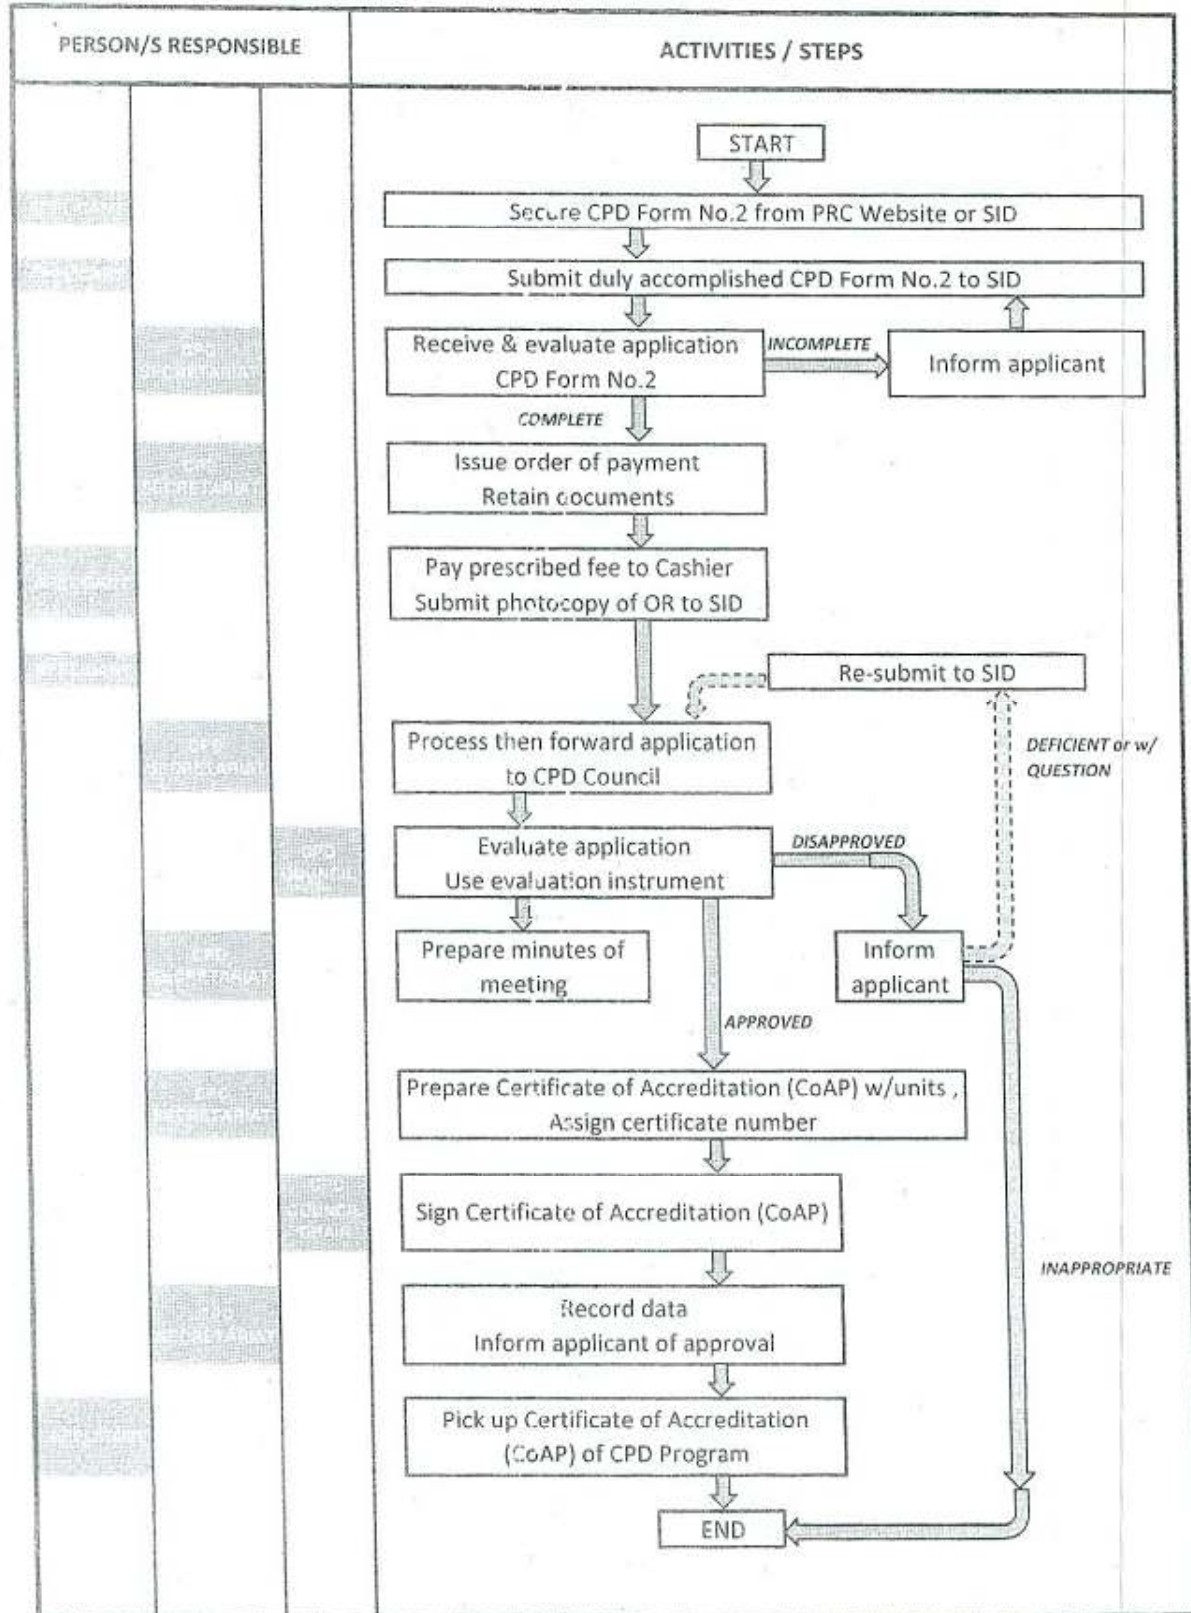 PERSON/S RESPONSIBLE
ACTIVITIES / STEPS
START
Secure CPD Form No.2 from PRC Website or SID
Submit duly accomplished CPD Form No.2 to SID
Receive & evaluate application
CPD Form No.2
INCOMPLETE
Inform applicant
SECRETARIAT
COMPLETE
Issue order of payment
Retain documents
SECRETARIAT
Pay prescribed fee to Cashier
Submit photocopy of OR to SID
Re-submit to SID
Process then forward application
to CPD Council
DEFICIENT or w/
QUESTION
Evaluate application
Use evaluation instrument
DISAPPROVED
Prepare minutes of
meeting
Inform
applicant
APPROVED
Prepare Certificate of Accreditation (CoAP) w/units ,
Assign certificate number
Sign Certificate of Accreditation (CoAP)
INAPPROPRIATE
Record data
Inform applicant of approval
SECRETARIAT
Pick up Certificate of Accreditation
(CoAP) of CPD Program
END